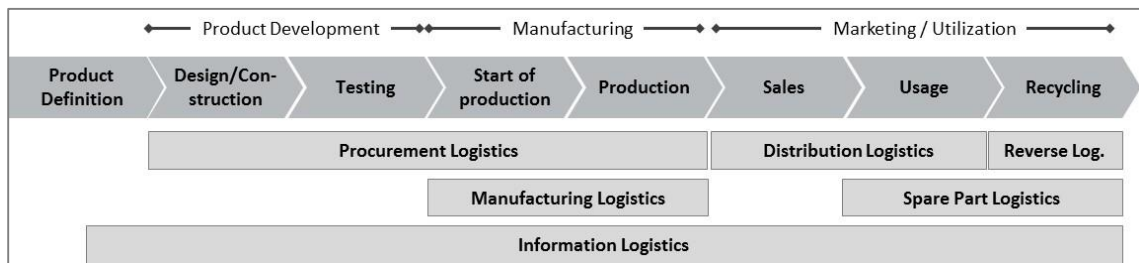 Product Development Manufacturing Marketing / Utilization
Product
Definition
Design/Con-
struction
Testing
Start of
production
Production
Sales
Usage
Recycling
Procurement Logistics Distribution Logistics Reverse Log.
Manufacturing Logistics Spare Part Logistics
Information Logistics